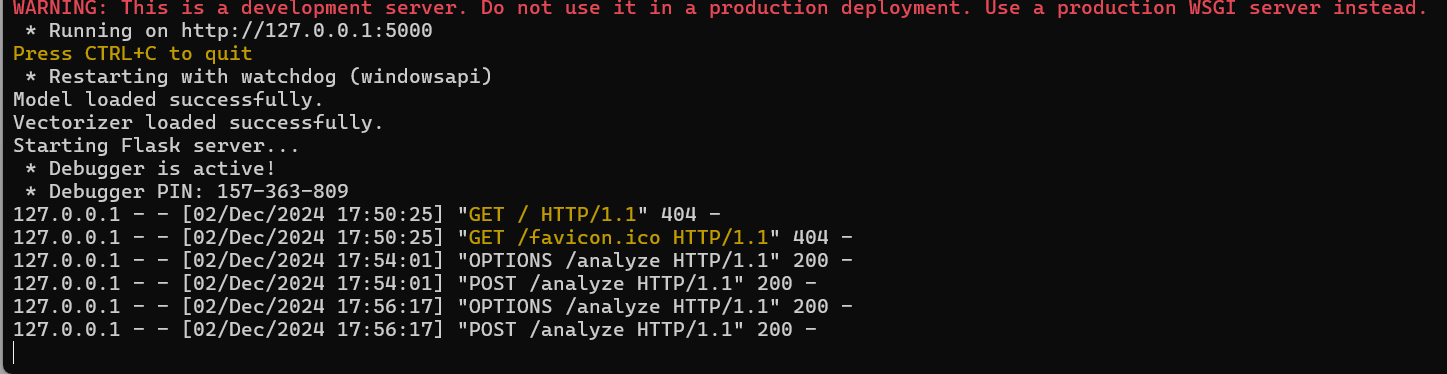 WARNING: This is a development server. Do not use it in a production deployment. Use a production WSGI server instead.
 * Running on http://127.0.0.1:5000
Press CTRL+C to quit
 * Restarting with watchdog (windowsapi)
Model loaded successfully.
Vectorizer loaded successfully.
Starting Flask server...
 * Debugger is active!
 * Debugger PIN: 157-363-809
127.0.0.1 - - [02/Dec/2024 17:50:25] "GET / HTTP/1.1" 404 -
127.0.0.1 - - [02/Dec/2024 17:50:25] "GET /favicon.ico HTTP/1.1" 404 -
127.0.0.1 - - [02/Dec/2024 17:54:01] "OPTIONS /analyze HTTP/1.1" 200 -
127.0.0.1 - - [02/Dec/2024 17:54:01] "POST /analyze HTTP/1.1" 200 -
127.0.0.1 - - [02/Dec/2024 17:56:17] "OPTIONS /analyze HTTP/1.1" 200 -
127.0.0.1 - - [02/Dec/2024 17:56:17] "POST /analyze HTTP/1.1" 200 -